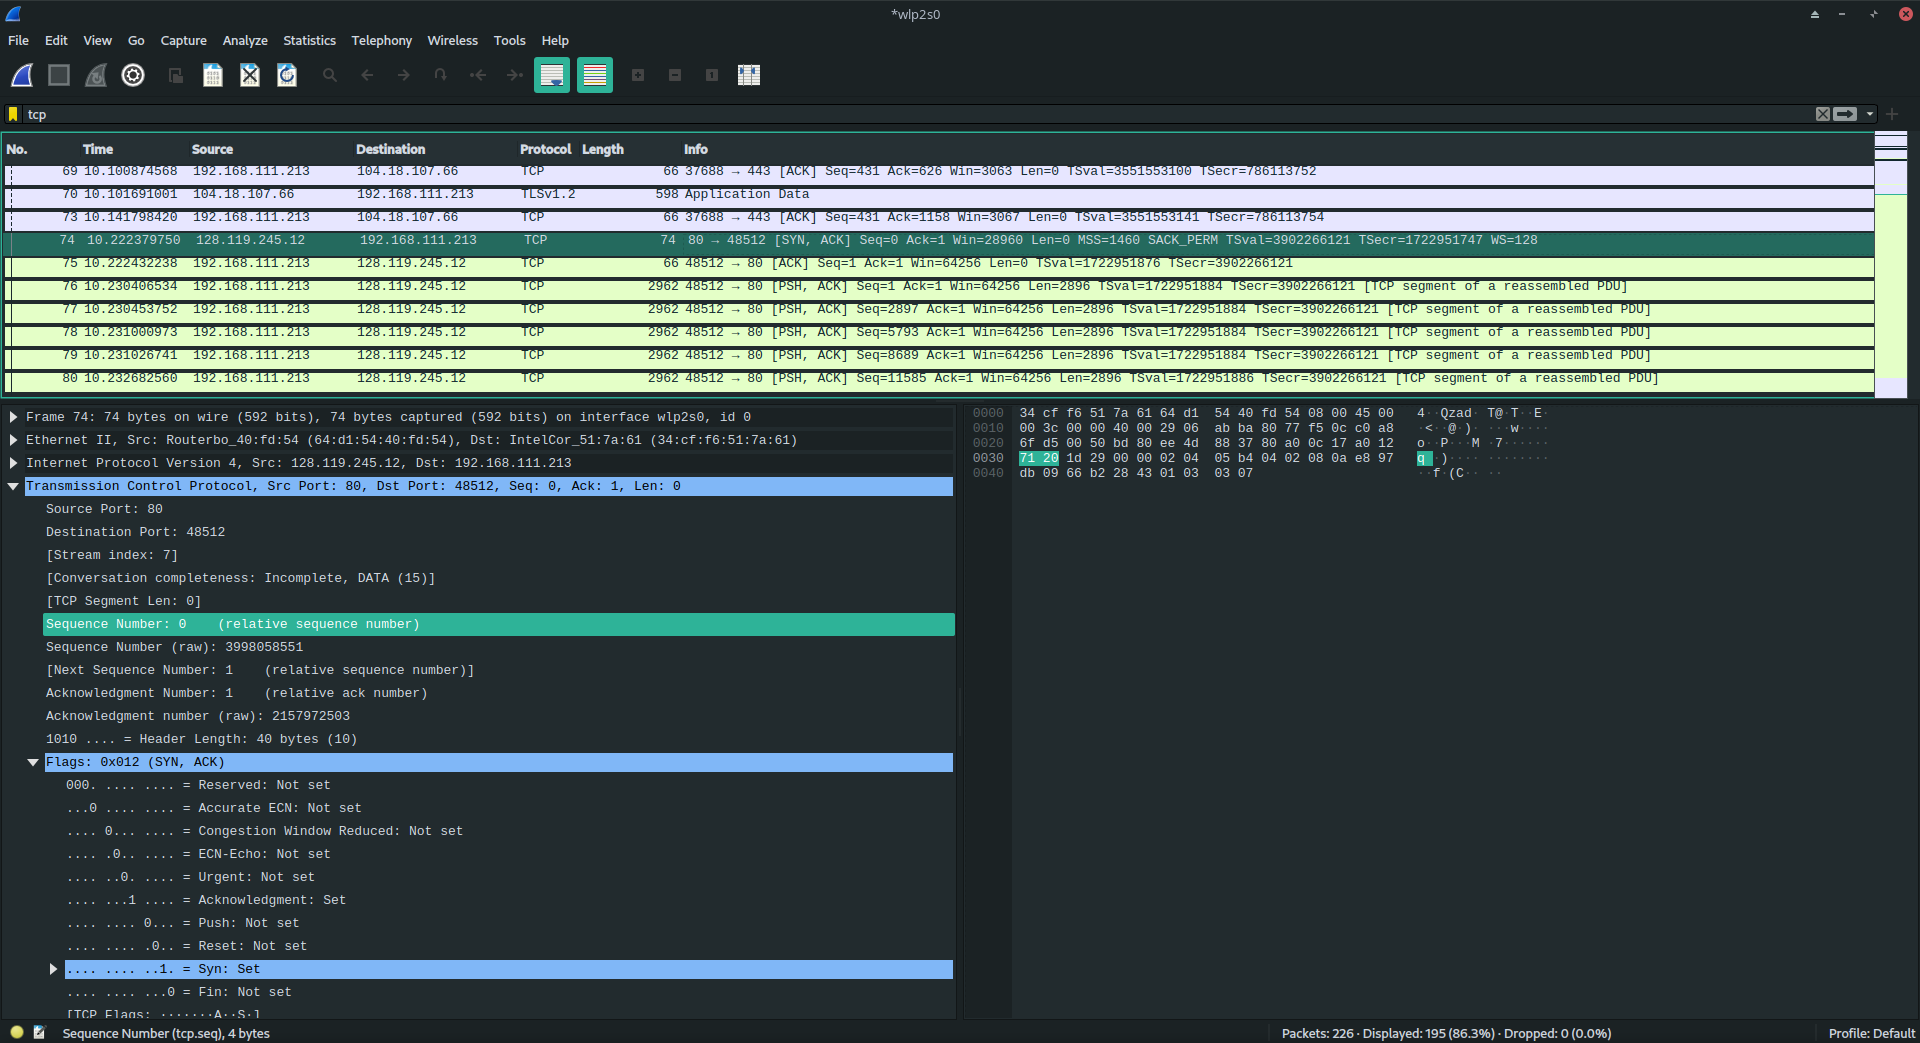 *wlp2s0
File Edit View Go Capture Analyze Statistics Telephony Wireless Tools Help
tcp
No. Time Source Destination Protocol Length Info
69 10.100874568 192.168.111.213 104.18.107.66 TCP 66 37688 → 443 [ACK] Seq=431 Ack=626 Win=3063 Len=0 TSval=3551553100 TSecr=786113752
70 10.101691001 104.18.107.66 192.168.111.213 TLSv1.2 598 Application Data
73 10.141798420 192.168.111.213 104.18.107.66 TCP 66 37688 → 443 [ACK] Seq=431 Ack=1158 Win=3067 Len=0 TSval=3551553141 TSecr=786113754
74 10.222379750 128.119.245.12 192.168.111.213 TCP 74 80 → 48512 [SYN, ACK] Seq=0 Ack=1 Win=28960 Len=0 MSS=1460 SACK_PERM TSval=3902266121 TSecr=1722951747 WS=128
75 10.222432238 192.168.111.213 128.119.245.12 TCP 66 48512 → 80 [ACK] Seq=1 Ack=1 Win=64256 Len=0 TSval=1722951876 TSecr=3902266121
76 10.230406534 192.168.111.213 128.119.245.12 TCP 2962 48512 → 80 [PSH, ACK] Seq=1 Ack=1 Win=64256 Len=2896 TSval=1722951884 TSecr=3902266121 [TCP segment of a reassembled PDU]
77 10.230453752 192.168.111.213 128.119.245.12 TCP 2962 48512 → 80 [PSH, ACK] Seq=2897 Ack=1 Win=64256 Len=2896 TSval=1722951884 TSecr=3902266121 [TCP segment of a reassembled PDU]
78 10.231000973 192.168.111.213 128.119.245.12 TCP 2962 48512 → 80 [PSH, ACK] Seq=5793 Ack=1 Win=64256 Len=2896 TSval=1722951884 TSecr=3902266121 [TCP segment of a reassembled PDU]
79 10.231026741 192.168.111.213 128.119.245.12 TCP 2962 48512 → 80 [PSH, ACK] Seq=8689 Ack=1 Win=64256 Len=2896 TSval=1722951884 TSecr=3902266121 [TCP segment of a reassembled PDU]
80 10.232682560 192.168.111.213 128.119.245.12 TCP 2962 48512 → 80 [PSH, ACK] Seq=11585 Ack=1 Win=64256 Len=2896 TSval=1722951886 TSecr=3902266121 [TCP segment of a reassembled PDU]
Frame 74: 74 bytes on wire (592 bits), 74 bytes captured (592 bits) on interface wlp2s0, id 0
Ethernet II, Src: Routerbo_40:fd:54 (64:d1:54:40:fd:54), Dst: IntelCor_51:7a:61 (34:cf:f6:51:7a:61)
Internet Protocol Version 4, Src: 128.119.245.12, Dst: 192.168.111.213
Transmission Control Protocol, Src Port: 80, Dst Port: 48512, Seq: 0, Ack: 1, Len: 0
Source Port: 80
Destination Port: 48512
[Stream index: 7]
[Conversation completeness: Incomplete, DATA (15)]
[TCP Segment Len: 0]
Sequence Number: 0    (relative sequence number)
Sequence Number (raw): 3998058551
[Next Sequence Number: 1    (relative sequence number)]
Acknowledgment Number: 1    (relative ack number)
Acknowledgment number (raw): 2157972503
1010 .... = Header Length: 40 bytes (10)
Flags: 0x012 (SYN, ACK)
000. .... .... = Reserved: Not set
...0 .... .... = Accurate ECN: Not set
.... 0... .... = Congestion Window Reduced: Not set
.... .0.. .... = ECN-Echo: Not set
.... ..0. .... = Urgent: Not set
.... ...1 .... = Acknowledgment: Set
.... .... 0... = Push: Not set
.... .... .0.. = Reset: Not set
.... .... ..1. = Syn: Set
.... .... ...0 = Fin: Not set
[TCP Flags: ·······A··S·]
0000 34 cf f6 51 7a 61 64 d1 54 40 fd 54 08 00 45 00 4··Qzad· T@·T··E·
0010 00 3c 00 00 40 00 29 06 ab ba 80 77 f5 0c c0 a8 ·<··@·)· ···w····
0020 6f d5 00 50 bd 80 ee 4d 88 37 80 a0 0c 17 a0 12 o··P···M ·7······
0030 71 20 1d 29 00 00 02 04 05 b4 04 02 08 0a e8 97 q ·)···· ········
0040 db 09 66 b2 28 43 01 03 03 07 ··f·(C·· ··
Sequence Number (tcp.seq), 4 bytes
Packets: 226 · Displayed: 195 (86.3%) · Dropped: 0 (0.0%)
Profile: Default